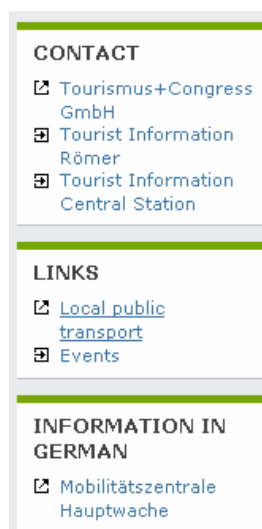 CONTACT
Tourismus+Congress
GmbH
Tourist Information
Römer
Tourist Information
Central Station
LINKS
Local public
transport
Events
INFORMATION IN
GERMAN
Mobilitätszentrale
Hauptwache